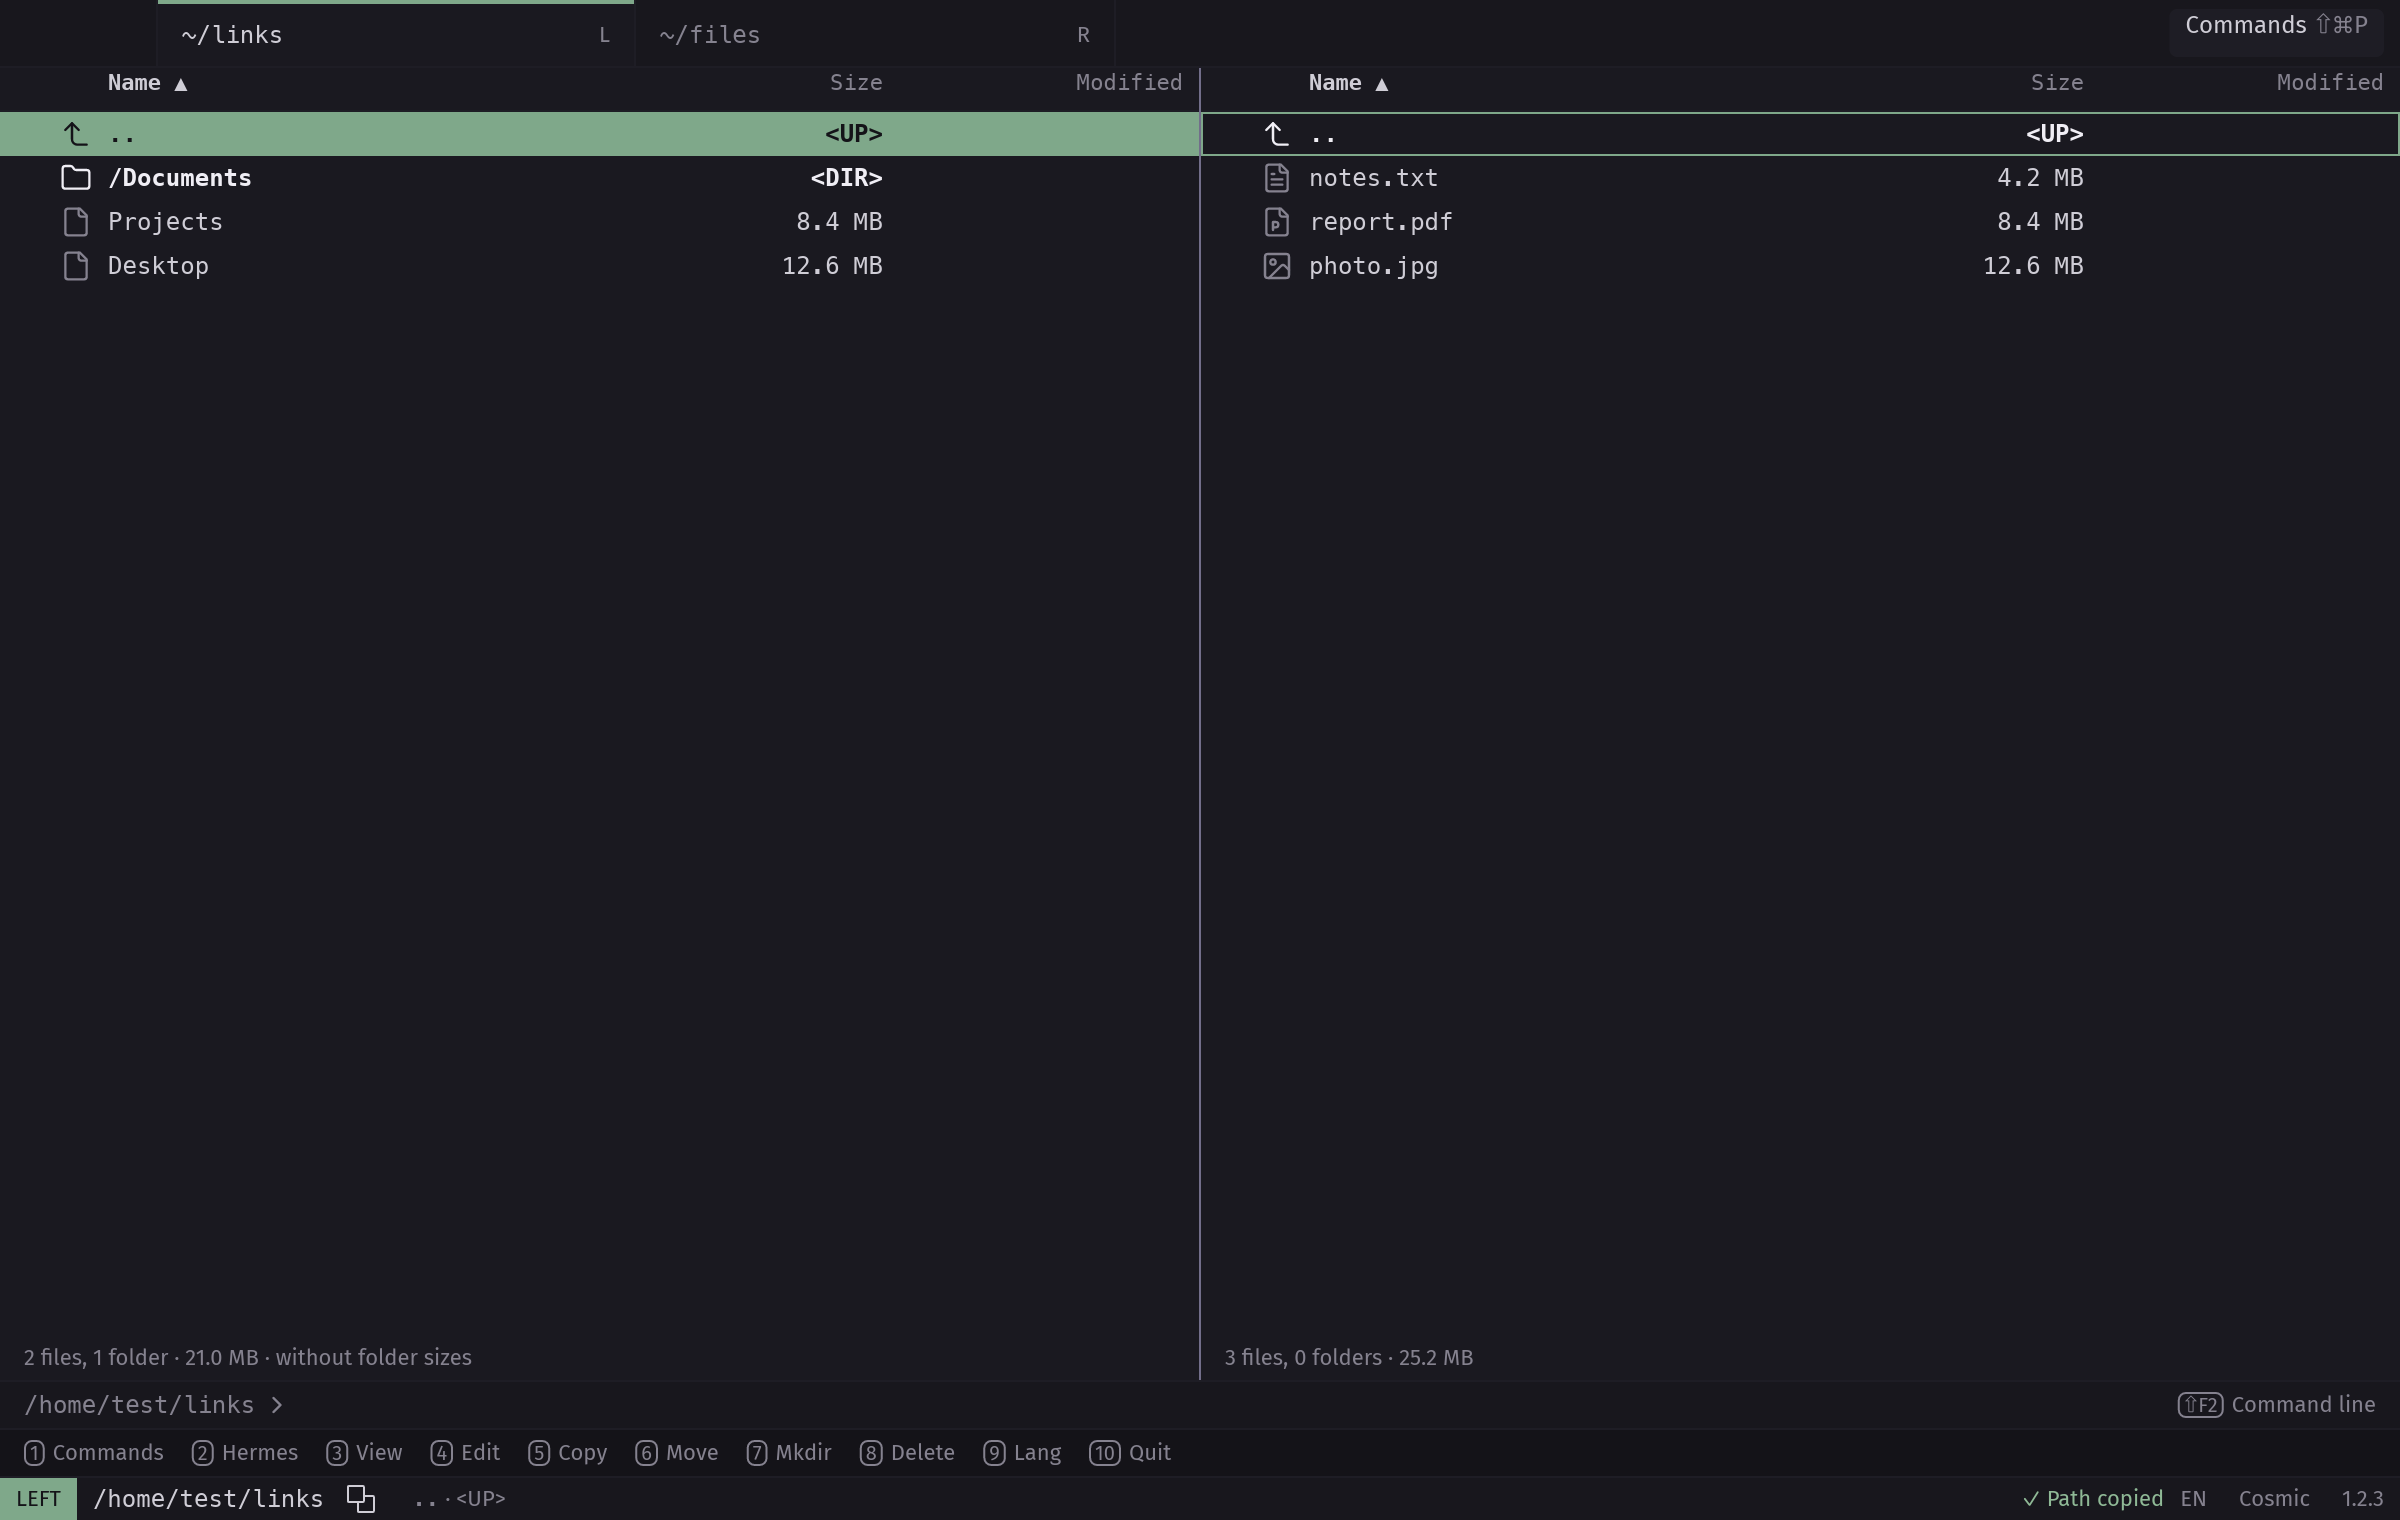 ~/links L ~/files R Commands ⇧⌘P
Name ▲ Size Modified Name ▲ Size Modified
.. <UP> .. <UP>
/Documents <DIR> notes.txt 4.2 MB
Projects 8.4 MB report.pdf 8.4 MB
Desktop 12.6 MB photo.jpg 12.6 MB
2 files, 1 folder · 21.0 MB · without folder sizes 3 files, 0 folders · 25.2 MB
/home/test/links > ⇧F2 Command line
1 Commands 2 Hermes 3 View 4 Edit 5 Copy 6 Move 7 Mkdir 8 Delete 9 Lang 10 Quit
LEFT /home/test/links .. · <UP> ✓ Path copied EN Cosmic 1.2.3